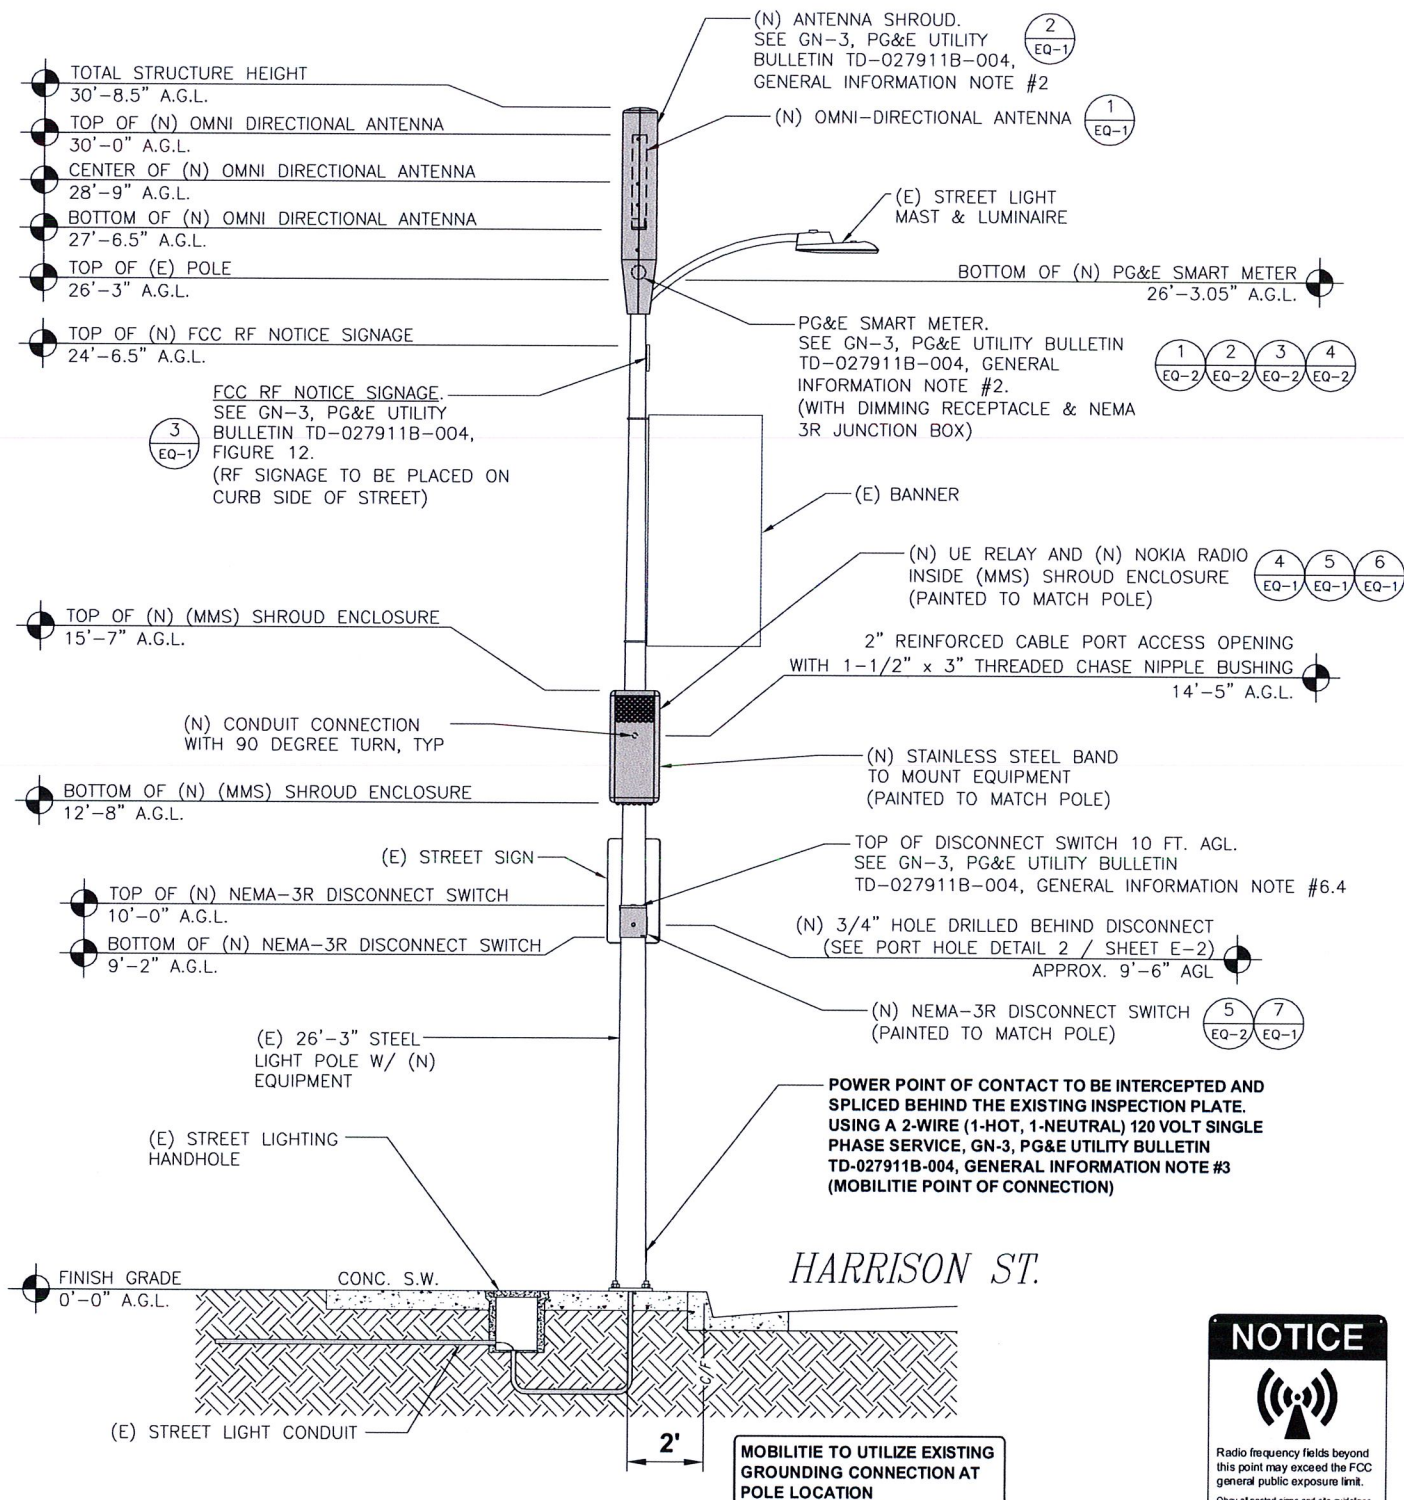 (N) ANTENNA SHROUD.
SEE GN-3, PG&E UTILITY
BULLETIN TD-027911B-004,
GENERAL INFORMATION NOTE #2
2
EQ-1
(N) OMNI-DIRECTIONAL ANTENNA
1
EQ-1
TOTAL STRUCTURE HEIGHT
30'-8.5" A.G.L.
TOP OF (N) OMNI DIRECTIONAL ANTENNA
30'-0" A.G.L.
CENTER OF (N) OMNI DIRECTIONAL ANTENNA
28'-9" A.G.L.
BOTTOM OF (N) OMNI DIRECTIONAL ANTENNA
27'-6.5" A.G.L.
TOP OF (E) POLE
26'-3" A.G.L.
TOP OF (N) FCC RF NOTICE SIGNAGE
24'-6.5" A.G.L.
(E) STREET LIGHT
MAST & LUMINAIRE
BOTTOM OF (N) PG&E SMART METER
26'-3.05" A.G.L.
PG&E SMART METER.
SEE GN-3, PG&E UTILITY BULLETIN
TD-027911B-004, GENERAL
INFORMATION NOTE #2.
(WITH DIMMING RECEPTACLE & NEMA
3R JUNCTION BOX)
1 2 3 4
EQ-2 EQ-2 EQ-2 EQ-2
FCC RF NOTICE SIGNAGE.
SEE GN-3, PG&E UTILITY
BULLETIN TD-027911B-004,
FIGURE 12.
(RF SIGNAGE TO BE PLACED ON
CURB SIDE OF STREET)
3
EQ-1
(E) BANNER
(N) UE RELAY AND (N) NOKIA RADIO
INSIDE (MMS) SHROUD ENCLOSURE
(PAINTED TO MATCH POLE)
4 5 6
EQ-1 EQ-1 EQ-1
TOP OF (N) (MMS) SHROUD ENCLOSURE
15'-7" A.G.L.
2" REINFORCED CABLE PORT ACCESS OPENING
WITH 1-1/2" x 3" THREADED CHASE NIPPLE BUSHING
14'-5" A.G.L.
(N) CONDUIT CONNECTION
WITH 90 DEGREE TURN, TYP
(N) STAINLESS STEEL BAND
TO MOUNT EQUIPMENT
(PAINTED TO MATCH POLE)
BOTTOM OF (N) (MMS) SHROUD ENCLOSURE
12'-8" A.G.L.
(E) STREET SIGN
TOP OF DISCONNECT SWITCH 10 FT. AGL.
SEE GN-3, PG&E UTILITY BULLETIN
TD-027911B-004, GENERAL INFORMATION NOTE #6.4
TOP OF (N) NEMA-3R DISCONNECT SWITCH
10'-0" A.G.L.
BOTTOM OF (N) NEMA-3R DISCONNECT SWITCH
9'-2" A.G.L.
(N) 3/4" HOLE DRILLED BEHIND DISCONNECT
(SEE PORT HOLE DETAIL 2 / SHEET E-2)
APPROX. 9'-6" AGL
(N) NEMA-3R DISCONNECT SWITCH
(PAINTED TO MATCH POLE)
5 7
EQ-2 EQ-1
(E) 26'-3" STEEL
LIGHT POLE W/ (N)
EQUIPMENT
POWER POINT OF CONTACT TO BE INTERCEPTED AND
SPLICED BEHIND THE EXISTING INSPECTION PLATE.
USING A 2-WIRE (1-HOT, 1-NEUTRAL) 120 VOLT SINGLE
PHASE SERVICE, GN-3, PG&E UTILITY BULLETIN
TD-027911B-004, GENERAL INFORMATION NOTE #3
(MOBILITIE POINT OF CONNECTION)
(E) STREET LIGHTING
HANDHOLE
HARRISON ST.
FINISH GRADE
0'-0" A.G.L.
CONC. S.W.
C/F
(E) STREET LIGHT CONDUIT
2'
MOBILITIE TO UTILIZE EXISTING
GROUNDING CONNECTION AT
POLE LOCATION
NOTICE
Radio frequency fields beyond
this point may exceed the FCC
general public exposure limit.